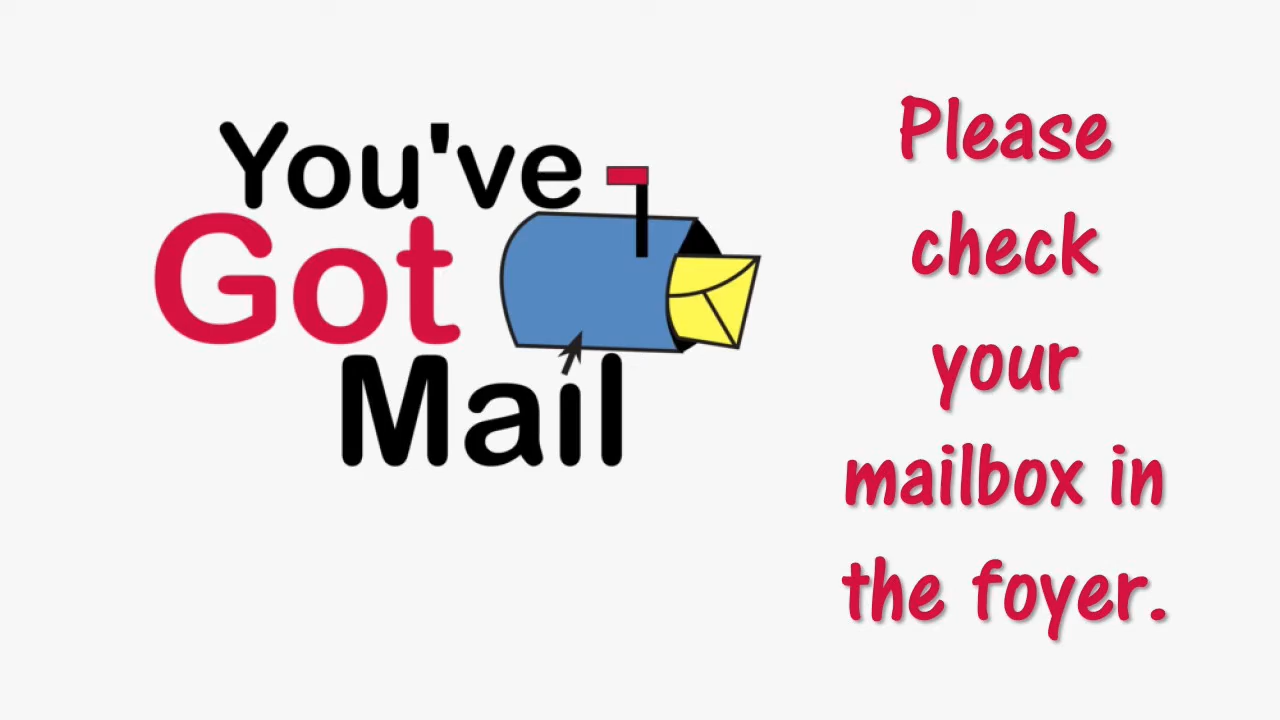 You've
Got
Mail
Please
check
your
mailbox in
the foyer.